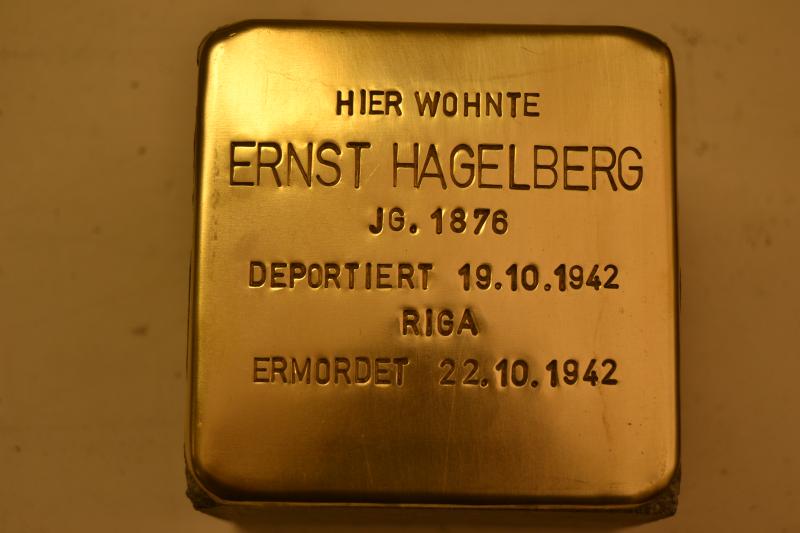 HIER WOHNTE
ERNST HAGELBERG
JG. 1876
DEPORTIERT 19.10.1942
RIGA
ERMORDET 22.10.1942